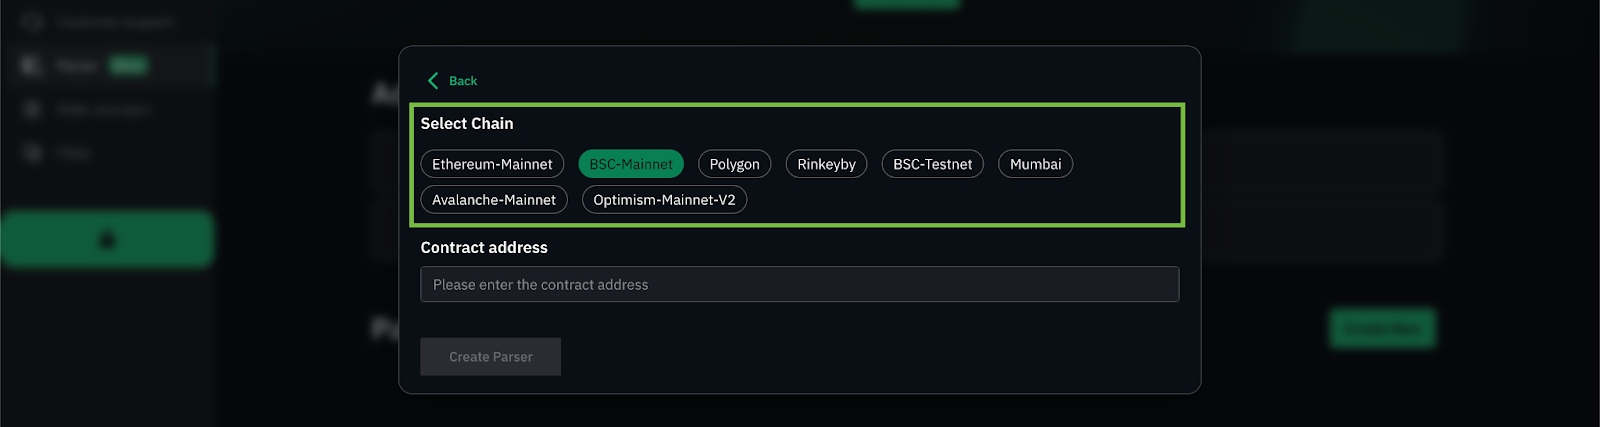 Back
Select Chain
Ethereum-Mainnet BSC-Mainnet Polygon Rinkeyby BSC-Testnet Mumbai
Avalanche-Mainnet Optimism-Mainnet-V2
Contract address
Please enter the contract address
Create Parser